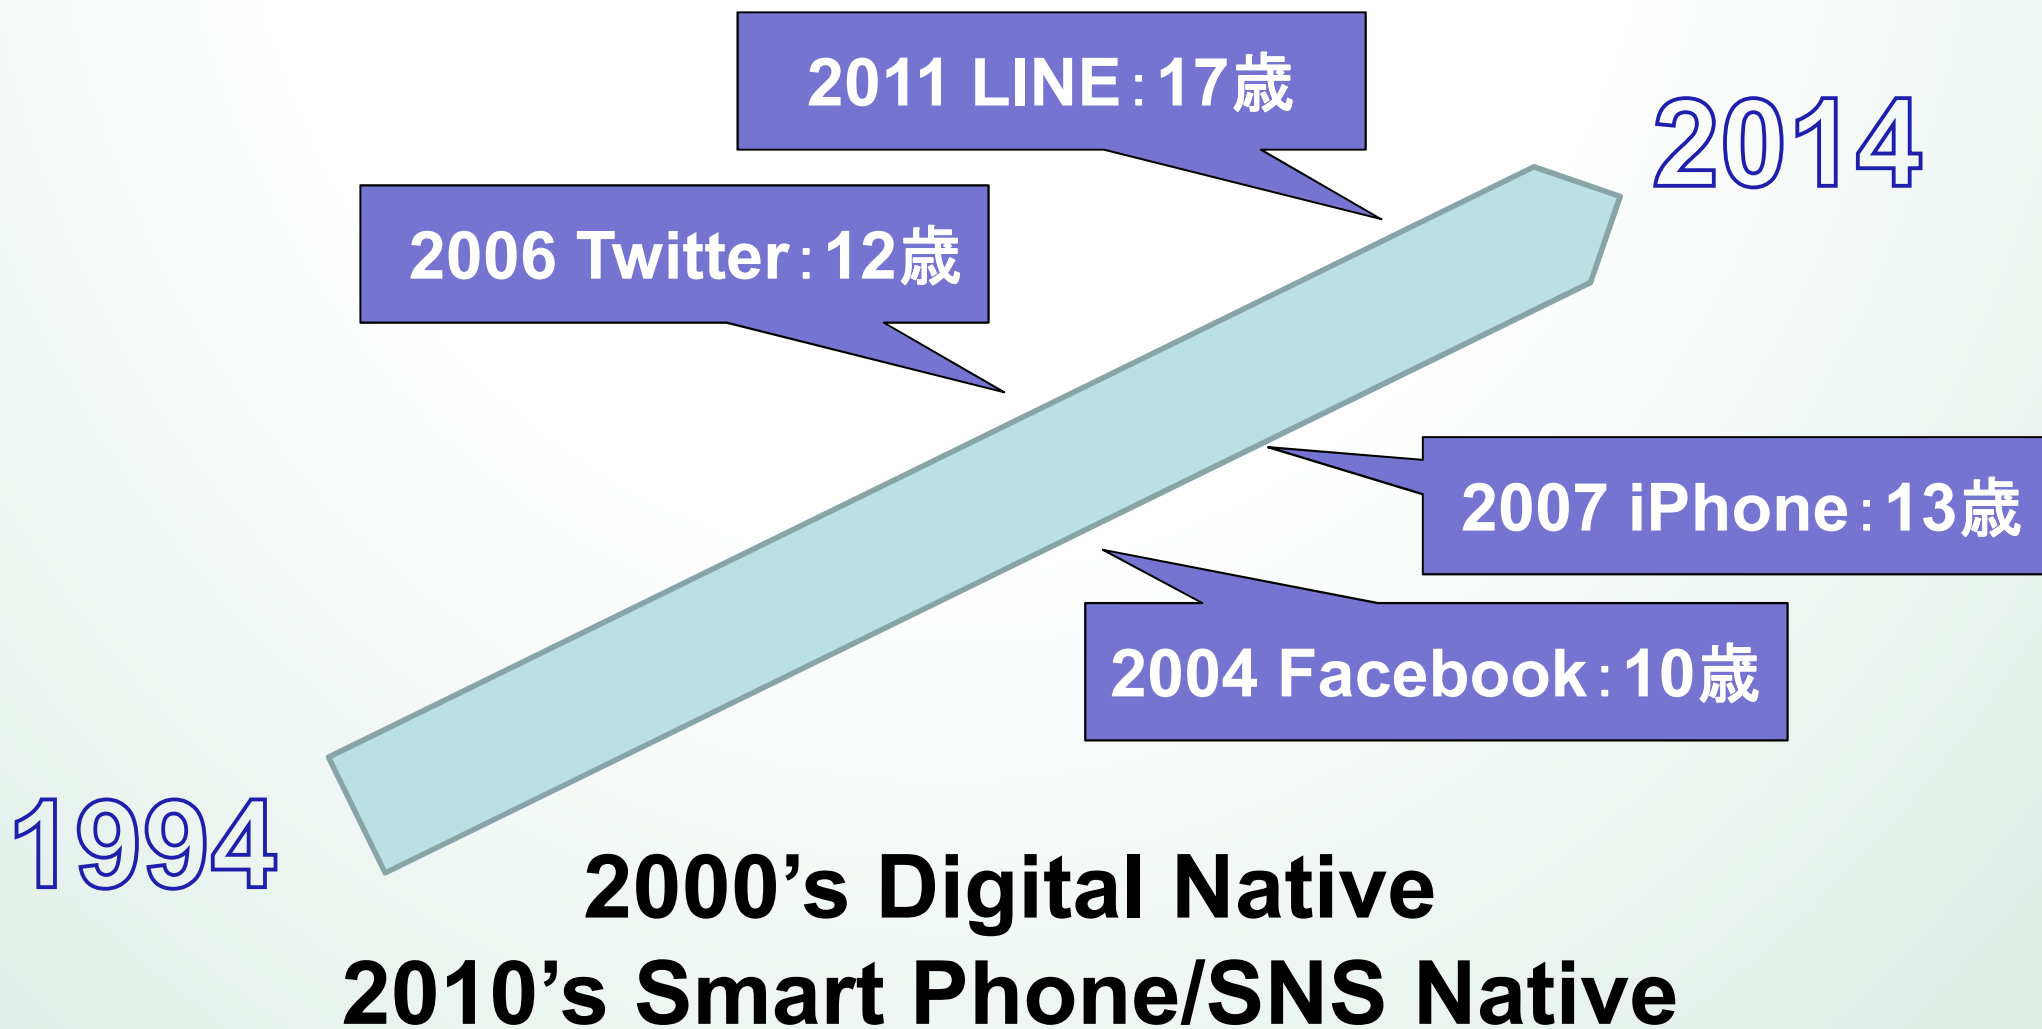 2011 LINE：17歳
2014
2006 Twitter：12歳
2007 iPhone：13歳
2004 Facebook：10歳
1994
2000’s Digital Native
2010’s Smart Phone/SNS Native